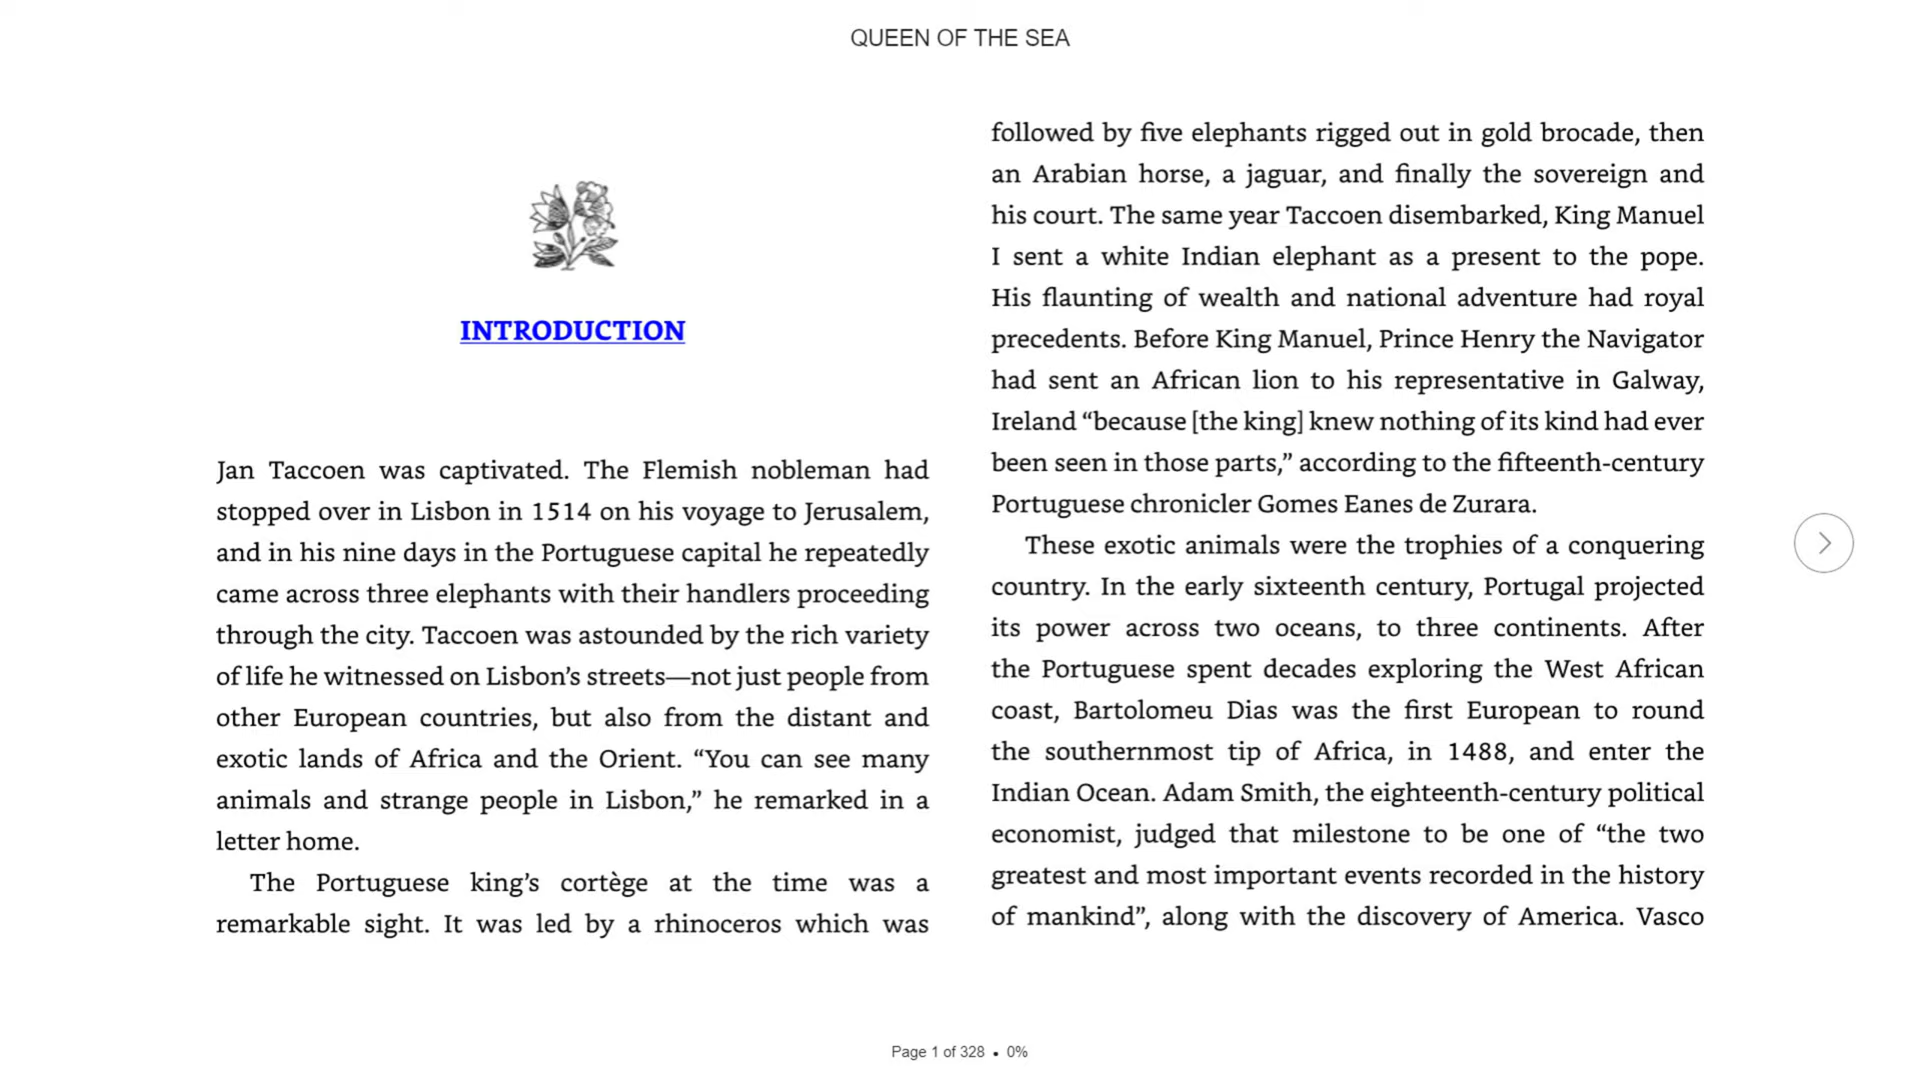 QUEEN OF THE SEA
INTRODUCTION
Jan Taccoen was captivated. The Flemish nobleman had
stopped over in Lisbon in 1514 on his voyage to Jerusalem,
and in his nine days in the Portuguese capital he repeatedly
came across three elephants with their handlers proceeding
through the city. Taccoen was astounded by the rich variety
of life he witnessed on Lisbon’s streets—not just people from
other European countries, but also from the distant and
exotic lands of Africa and the Orient. “You can see many
animals and strange people in Lisbon,” he remarked in a
letter home.
The Portuguese king’s cortège at the time was a
remarkable sight. It was led by a rhinoceros which was
followed by five elephants rigged out in gold brocade, then
an Arabian horse, a jaguar, and finally the sovereign and
his court. The same year Taccoen disembarked, King Manuel
I sent a white Indian elephant as a present to the pope.
His flaunting of wealth and national adventure had royal
precedents. Before King Manuel, Prince Henry the Navigator
had sent an African lion to his representative in Galway,
Ireland “because [the king] knew nothing of its kind had ever
been seen in those parts,” according to the fifteenth-century
Portuguese chronicler Gomes Eanes de Zurara.
These exotic animals were the trophies of a conquering
country. In the early sixteenth century, Portugal projected
its power across two oceans, to three continents. After
the Portuguese spent decades exploring the West African
coast, Bartolomeu Dias was the first European to round
the southernmost tip of Africa, in 1488, and enter the
Indian Ocean. Adam Smith, the eighteenth-century political
economist, judged that milestone to be one of “the two
greatest and most important events recorded in the history
of mankind”, along with the discovery of America. Vasco
Page 1 of 328 • 0%